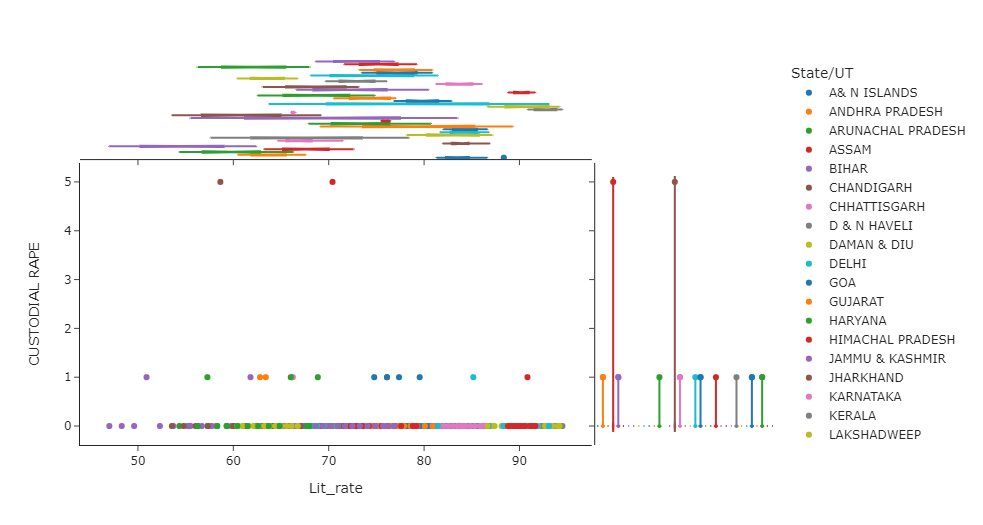 State/UT
A& N ISLANDS
ANDHRA PRADESH
ARUNACHAL PRADESH
ASSAM
BIHAR
CHANDIGARH
CHHATTISGARH
D & N HAVELI
DAMAN & DIU
DELHI
GOA
GUJARAT
HARYANA
HIMACHAL PRADESH
JAMMU & KASHMIR
JHARKHAND
KARNATAKA
KERALA
LAKSHADWEEP
CUSTODIAL RAPE
5
4
3
2
1
0
50 60 70 80 90
Lit_rate